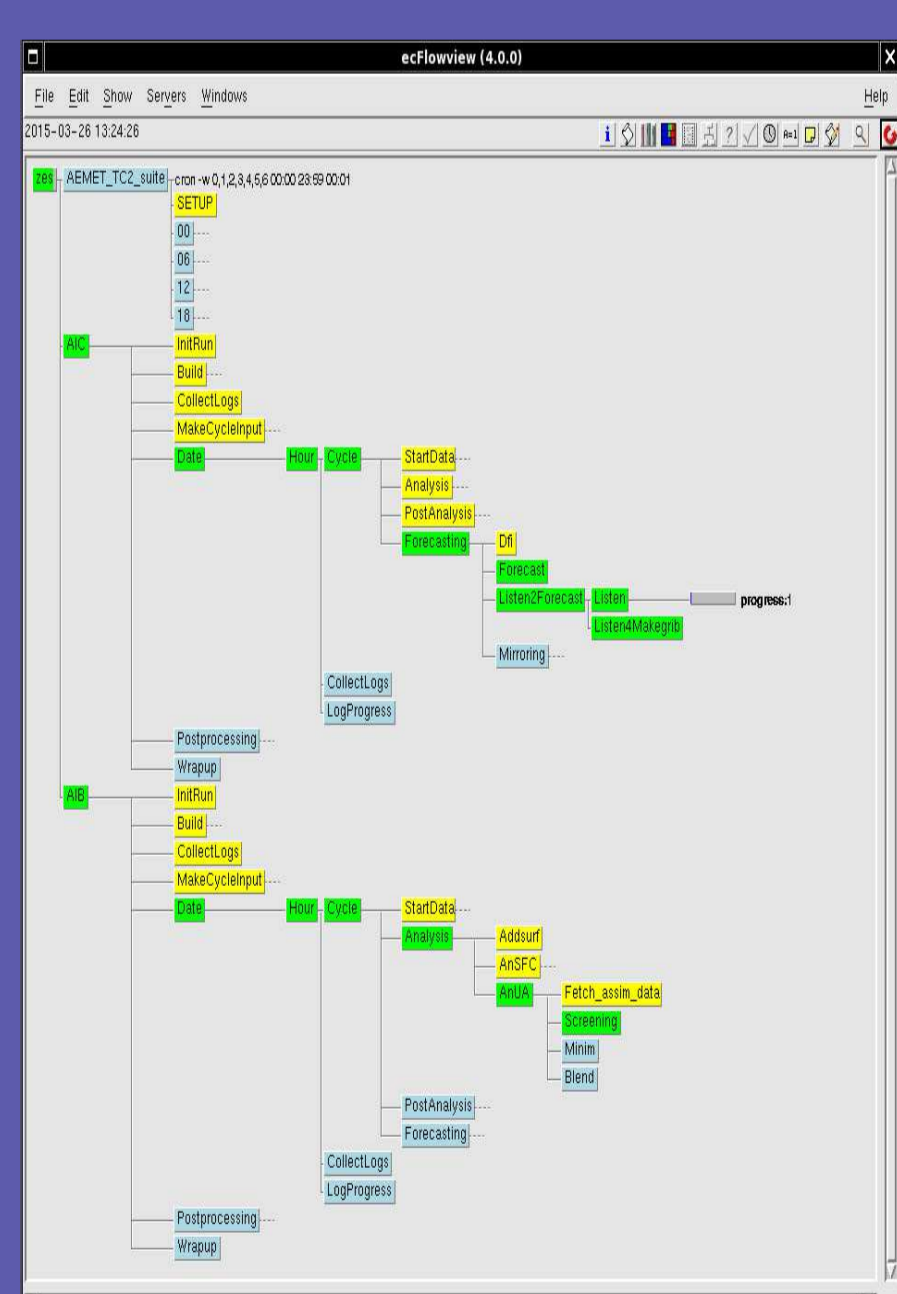 ecFlowview (4.0.0)
File Edit Show Servers Windows Help
2015-03-26 13:24:26
zes AEMET_TC2_suite cron -w 0,1,2,3,4,5,6 00:00 23:59 00:01
SETUP
00
06
12
18
AIC InitRun
Build
CollectLogs
MakeCycleInput
Date Hour Cycle StartData
Analysis
PostAnalysis
Forecasting Dfi
Forecast
Listen2Forecast Listen progress:1
Listen4Makegrib
Mirroring
CollectLogs
LogProgress
Postprocessing
Wrapup
AIB InitRun
Build
CollectLogs
MakeCycleInput
Date Hour Cycle StartData
Analysis Addsurf
AnSFC
AnUA Fetch_assim_data
Screening
Minim
Blend
PostAnalysis
Forecasting
CollectLogs
LogProgress
Postprocessing
Wrapup